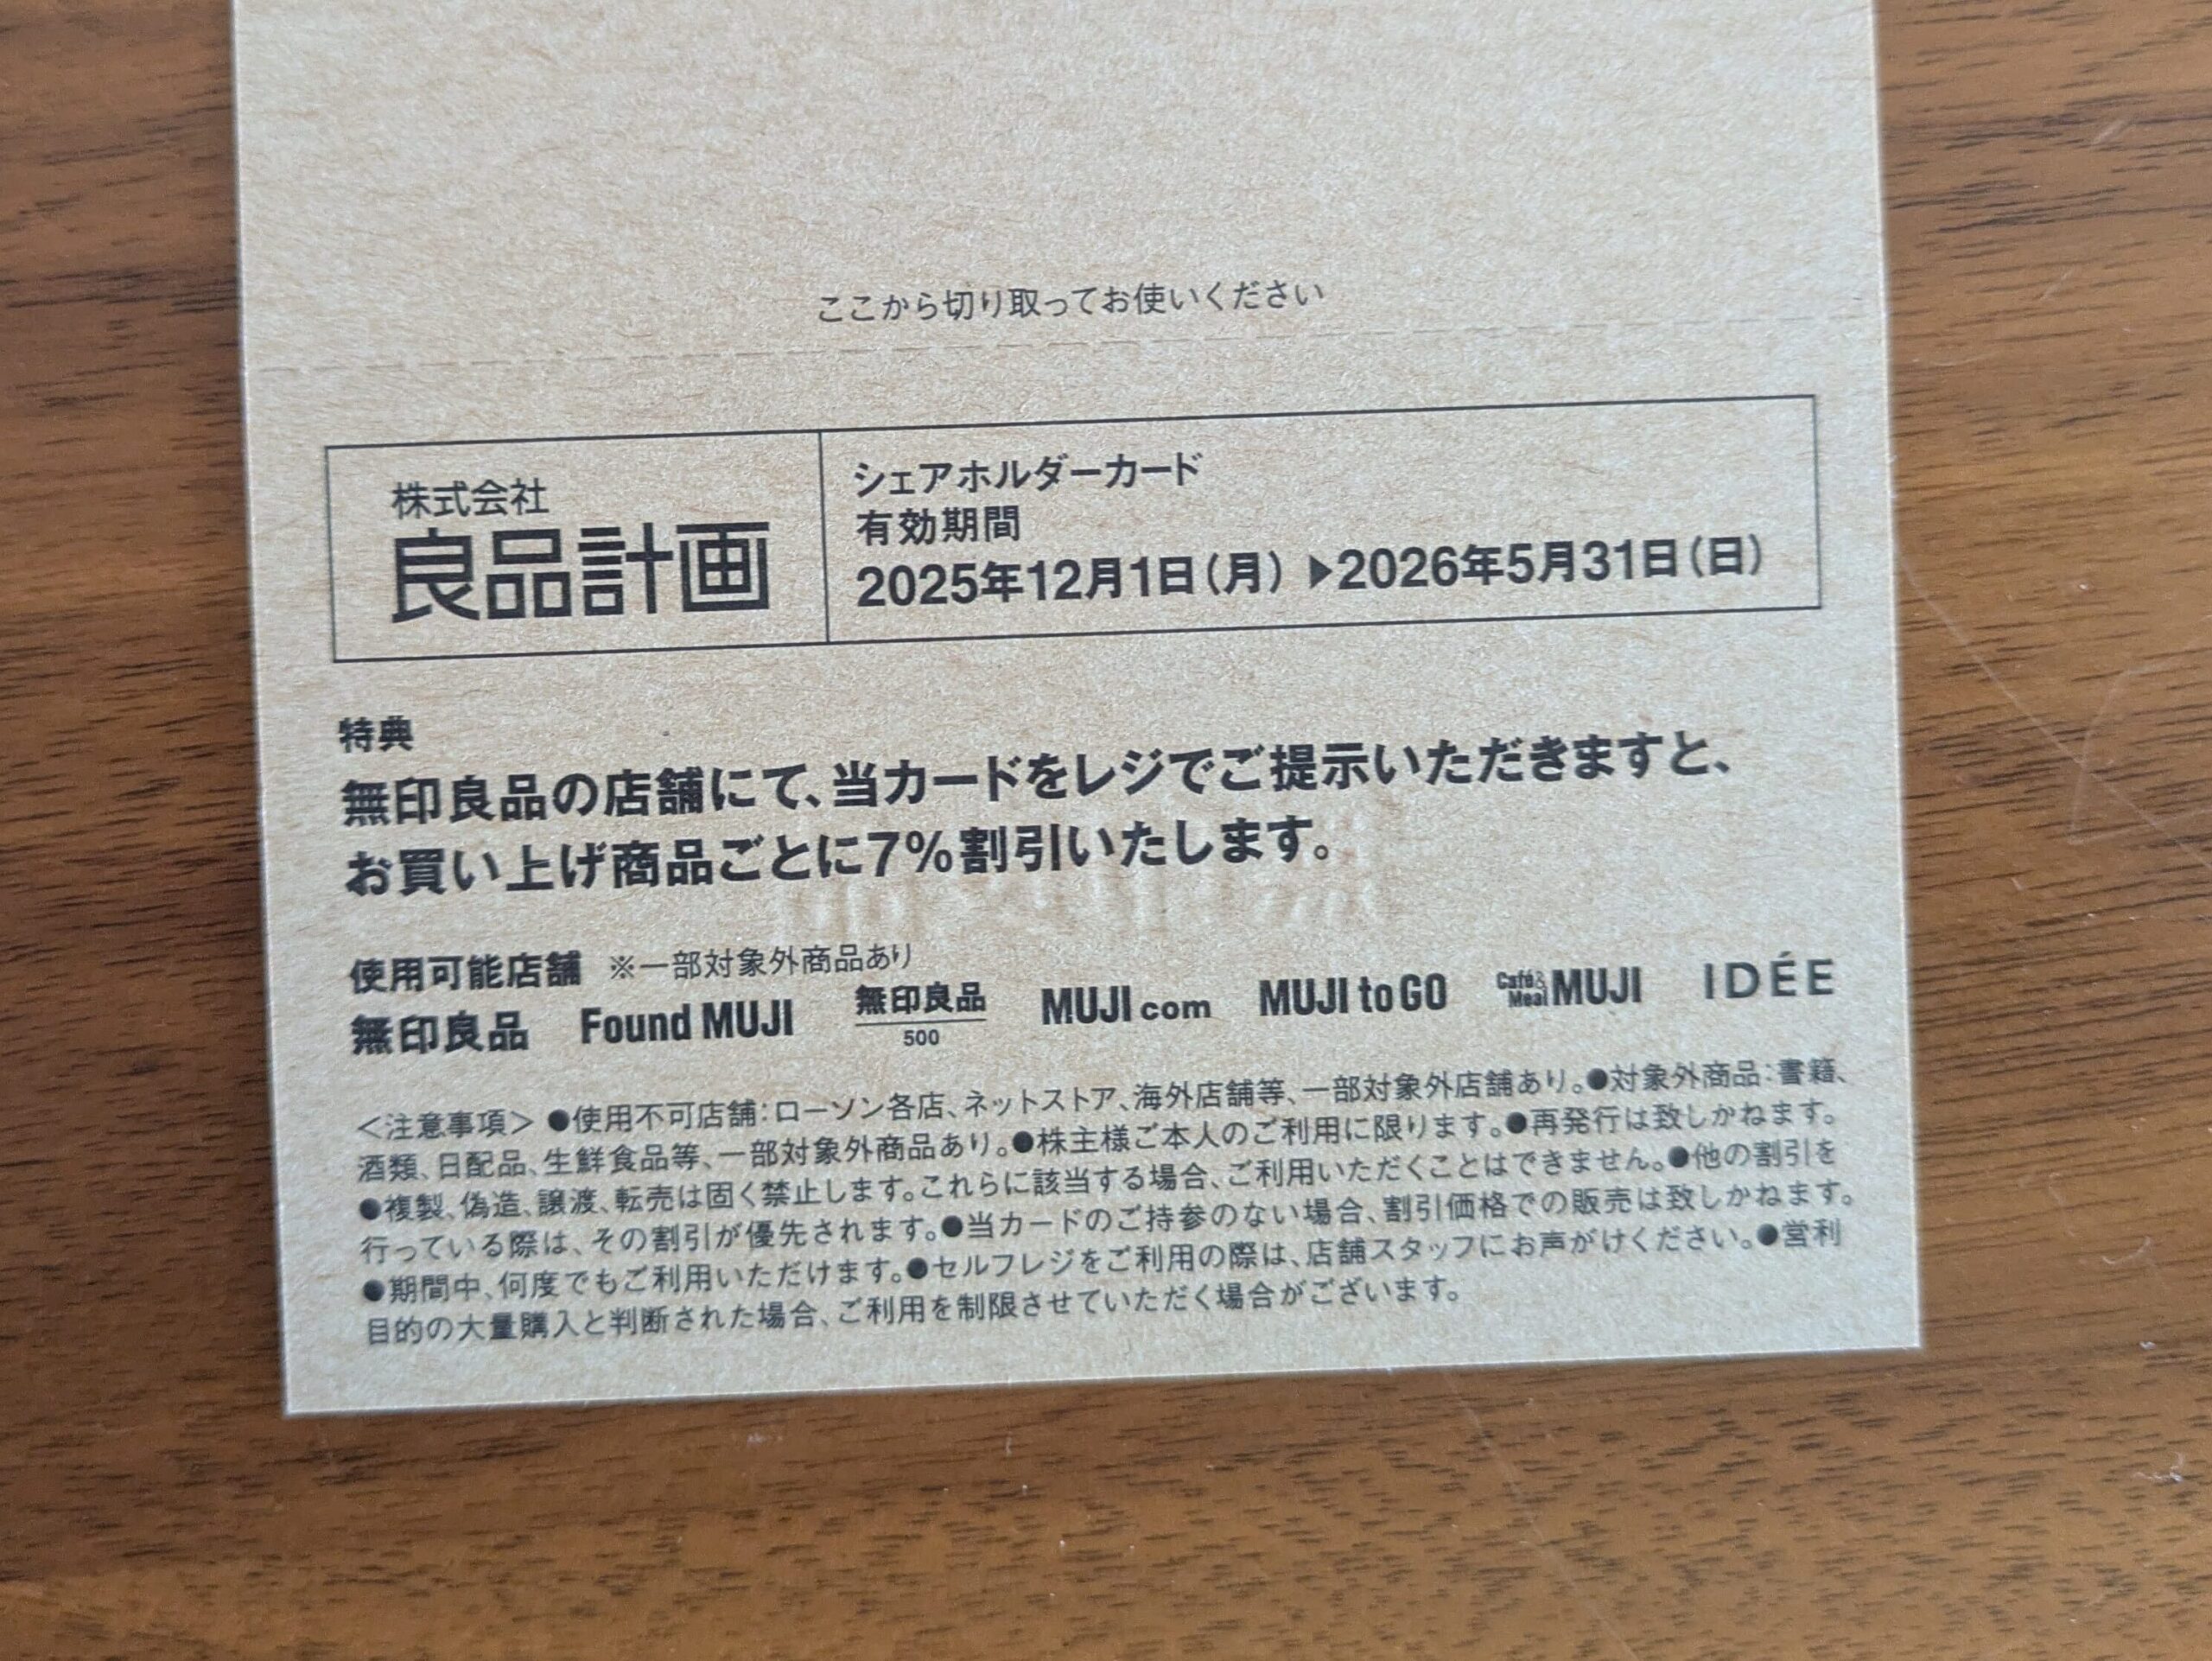 ここから切り取ってお使いください
株式会社
良品計画
シェアホルダーカード
有効期間
2025年12月1日(月) ▶2026年5月31日(日)
特典
無印良品の店舗にて、当カードをレジでご提示いただきますと、
お買い上げ商品ごとに7%割引いたします。
使用可能店舗 ※一部対象外商品あり
無印良品 Found MUJI 無印良品 500 MUJI com MUJI to GO Café& Meal MUJI IDÉE
<注意事項> ●使用不可店舗:ローソン各店、ネットストア、海外店舗等、一部対象外店舗あり。●対象外商品:書籍、
酒類、日配品、生鮮食品等、一部対象外商品あり。●株主様ご本人のご利用に限ります。●再発行は致しかねます。
●複製、偽造、譲渡、転売は固く禁止します。これらに該当する場合、ご利用いただくことはできません。●他の割引を
行っている際は、その割引が優先されます。●当カードのご持参のない場合、割引価格での販売は致しかねます。
●期間中、何度でもご利用いただけます。●セルフレジをご利用の際は、店舗スタッフにお声がけください。●営利
目的の大量購入と判断された場合、ご利用を制限させていただく場合がございます。